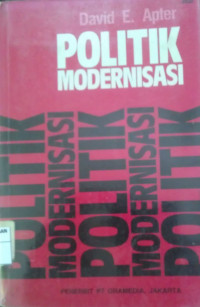 David E. Apter
POLITIK
MODERNISASI
POLITIK
MODERNISASI
POLITIK
MODERNISASI
POLITIK
PENERBIT PT GRAMEDIA, JAKARTA